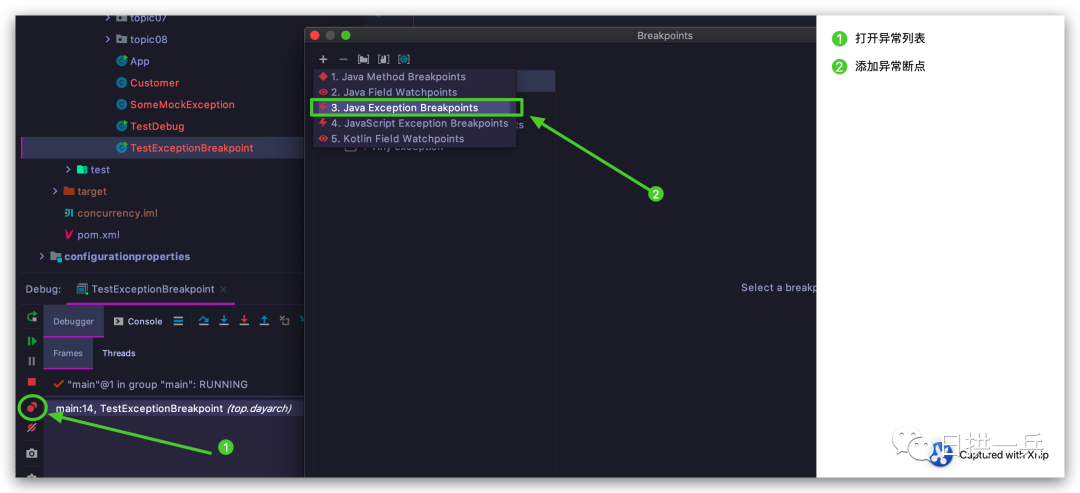 topic07
topic08
App
Customer
SomeMockException
TestDebug
TestExceptionBreakpoint
test
target
concurrency.iml
pom.xml
configurationproperties
Breakpoints
1. Java Method Breakpoints
2. Java Field Watchpoints
3. Java Exception Breakpoints
4. JavaScript Exception Breakpoints
5. Kotlin Field Watchpoints
Any exception
2
Select a breakp
Debug: TestExceptionBreakpoint
Debugger Console
Frames Threads
"main"@1 in group "main": RUNNING
main:14, TestExceptionBreakpoint (top.dayarch)
1
1 打开异常列表
2 添加异常断点
日拱一兵
Captured with Xnip